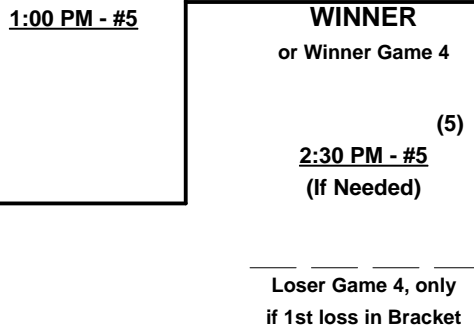 1:00 PM - #5
WINNER
or Winner Game 4
(5)
2:30 PM - #5
(If Needed)
Loser Game 4, only
if 1st loss in Bracket